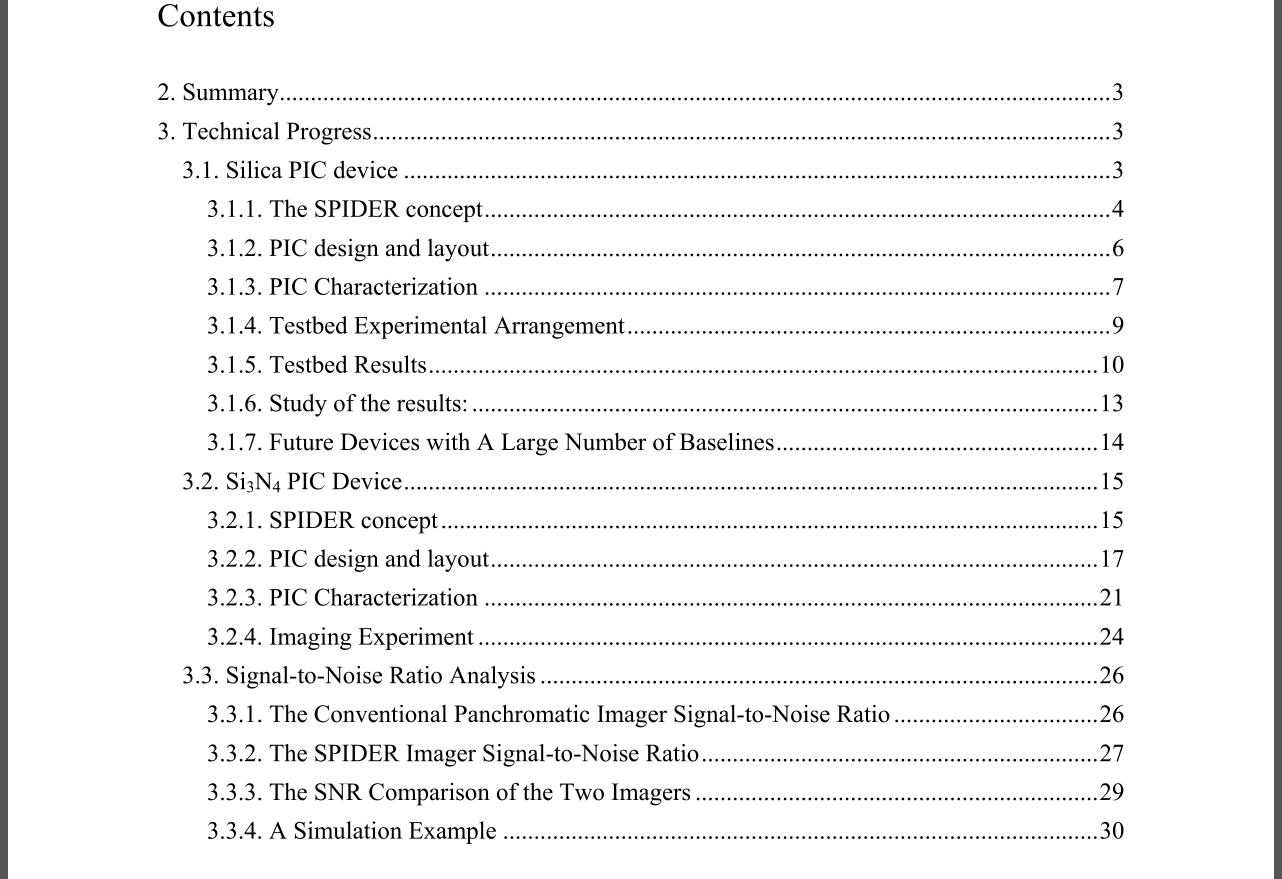 Contents
2. Summary..........3
3. Technical Progress..........3
3.1. Silica PIC device ..........3
3.1.1. The SPIDER concept..........4
3.1.2. PIC design and layout..........6
3.1.3. PIC Characterization ..........7
3.1.4. Testbed Experimental Arrangement..........9
3.1.5. Testbed Results..........10
3.1.6. Study of the results: ..........13
3.1.7. Future Devices with A Large Number of Baselines..........14
3.2. Si₃N₄ PIC Device..........15
3.2.1. SPIDER concept..........15
3.2.2. PIC design and layout..........17
3.2.3. PIC Characterization ..........21
3.2.4. Imaging Experiment ..........24
3.3. Signal-to-Noise Ratio Analysis ..........26
3.3.1. The Conventional Panchromatic Imager Signal-to-Noise Ratio ..........26
3.3.2. The SPIDER Imager Signal-to-Noise Ratio..........27
3.3.3. The SNR Comparison of the Two Imagers ..........29
3.3.4. A Simulation Example ..........30